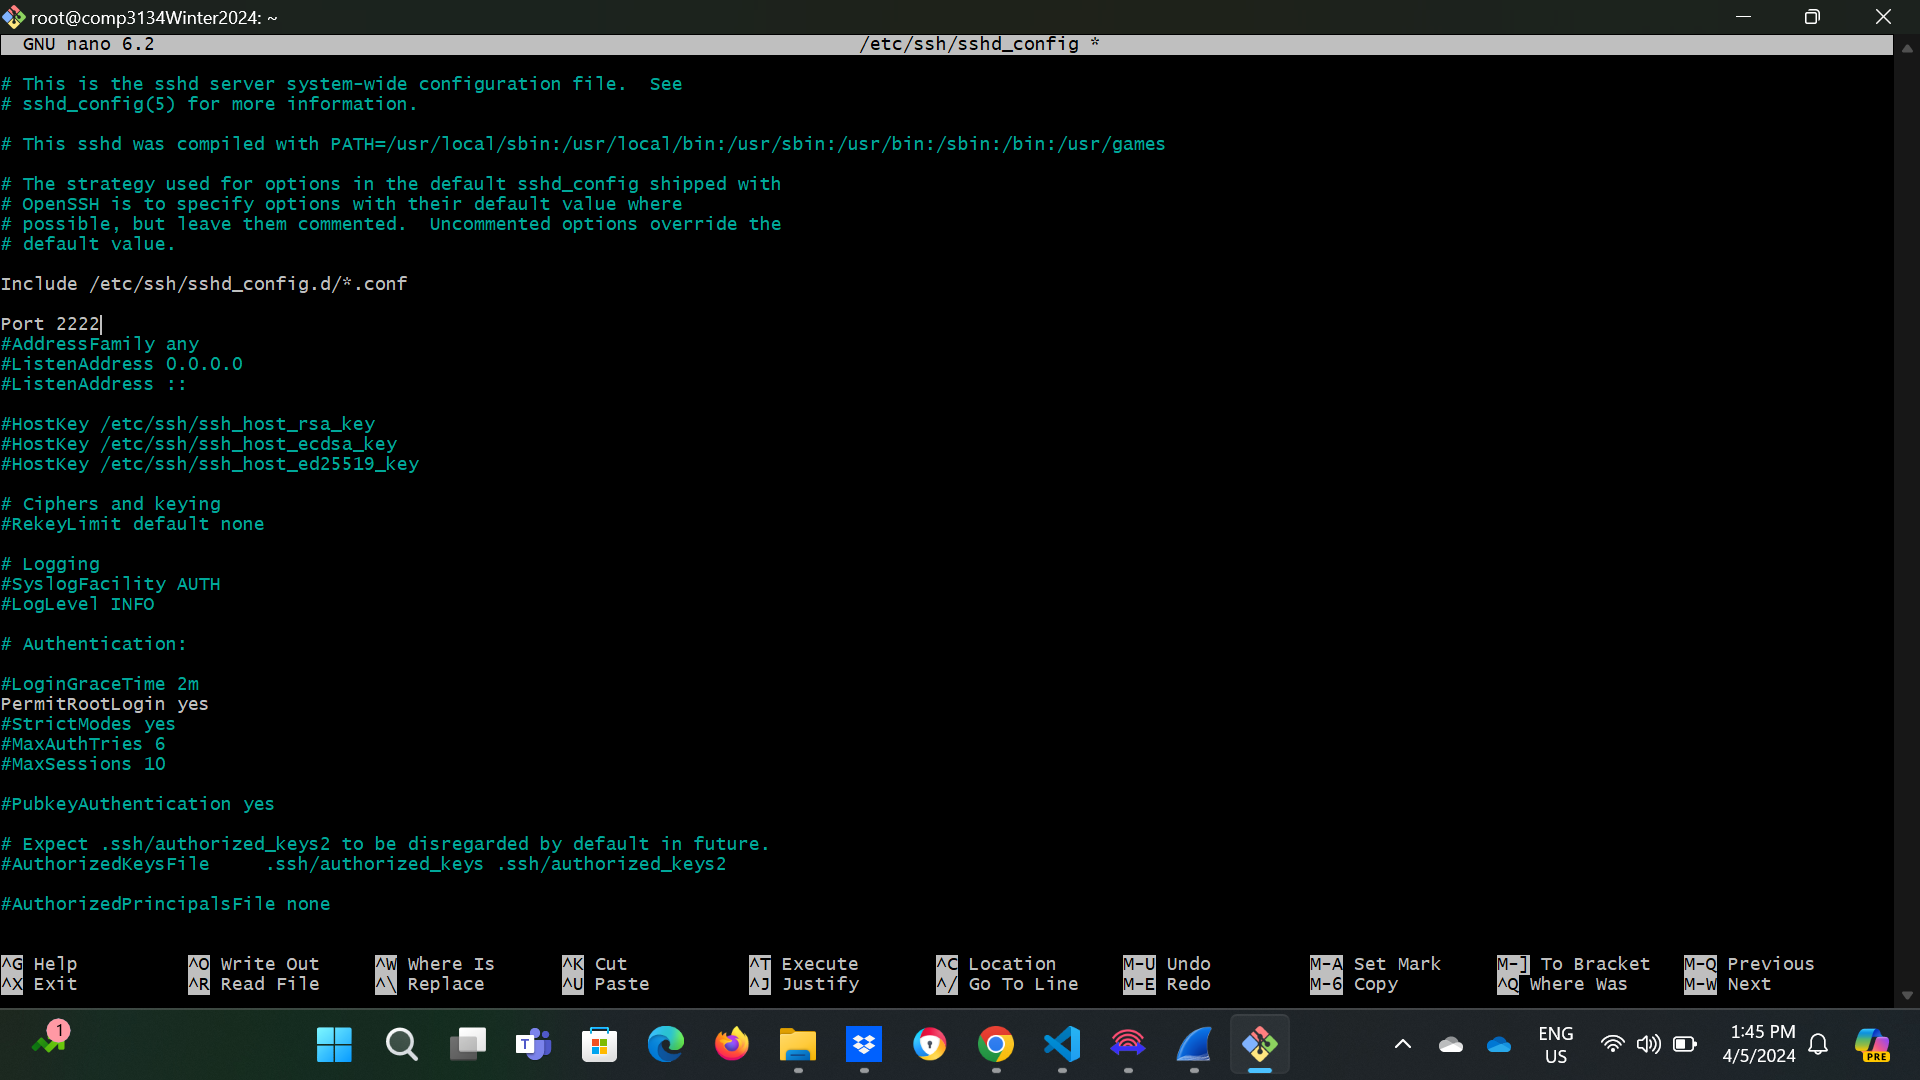 root@comp3134Winter2024: ~
GNU nano 6.2 /etc/ssh/sshd_config *
# This is the sshd server system-wide configuration file.  See
# sshd_config(5) for more information.
# This sshd was compiled with PATH=/usr/local/sbin:/usr/local/bin:/usr/sbin:/usr/bin:/sbin:/bin:/usr/games
# The strategy used for options in the default sshd_config shipped with
# OpenSSH is to specify options with their default value where
# possible, but leave them commented.  Uncommented options override the
# default value.
Include /etc/ssh/sshd_config.d/*.conf
Port 2222
#AddressFamily any
#ListenAddress 0.0.0.0
#ListenAddress ::
#HostKey /etc/ssh/ssh_host_rsa_key
#HostKey /etc/ssh/ssh_host_ecdsa_key
#HostKey /etc/ssh/ssh_host_ed25519_key
# Ciphers and keying
#RekeyLimit default none
# Logging
#SyslogFacility AUTH
#LogLevel INFO
# Authentication:
#LoginGraceTime 2m
PermitRootLogin yes
#StrictModes yes
#MaxAuthTries 6
#MaxSessions 10
#PubkeyAuthentication yes
# Expect .ssh/authorized_keys2 to be disregarded by default in future.
#AuthorizedKeysFile     .ssh/authorized_keys .ssh/authorized_keys2
#AuthorizedPrincipalsFile none
^G Help ^O Write Out ^W Where Is ^K Cut ^T Execute ^C Location M-U Undo M-A Set Mark M-] To Bracket M-Q Previous
^X Exit ^R Read File ^\ Replace ^U Paste ^J Justify ^/ Go To Line M-E Redo M-6 Copy ^Q Where Was M-W Next
1
T
ENG
US
1:45 PM
4/5/2024
PRE